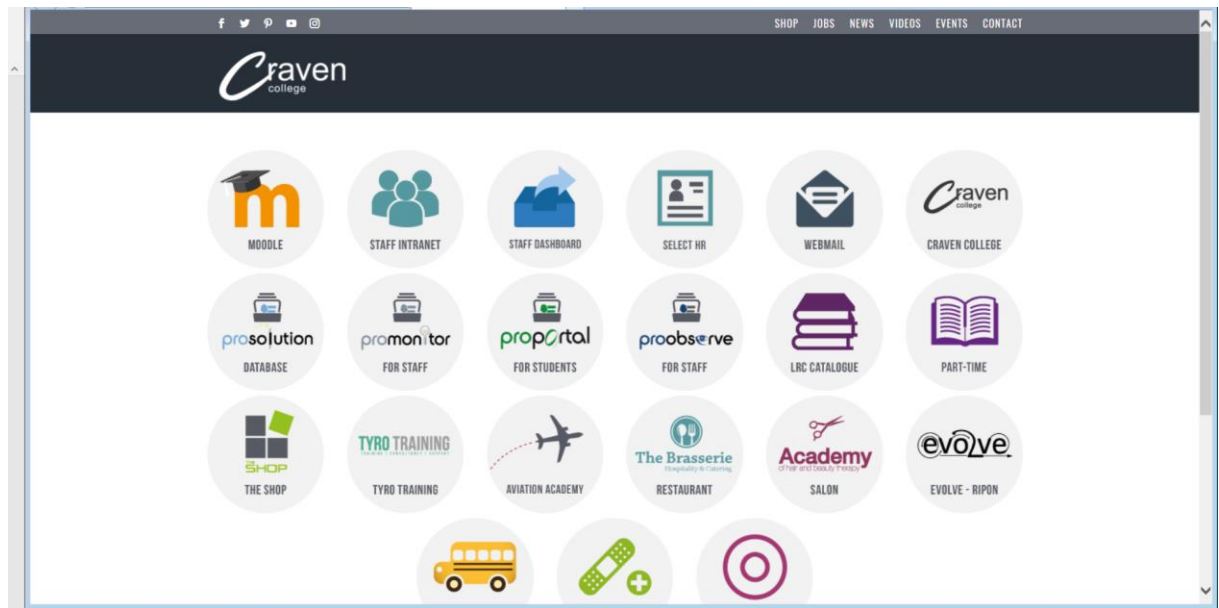 SHOP JOBS NEWS VIDEOS EVENTS CONTACT
Craven
college
m
MOODLE
STAFF INTRANET
STAFF DASHBOARD
SELECT HR
WEBMAIL
Craven
college
CRAVEN COLLEGE
prosolution
DATABASE
promonitor
FOR STAFF
proportal
FOR STUDENTS
proobserve
FOR STAFF
LRC CATALOGUE
PART-TIME
THE
SHOP
THE SHOP
TYRO TRAINING
TRAINING • CONSULTANCY • SUPPORT
TYRO TRAINING
AVIATION ACADEMY
The Brasserie
Hospitality & Catering
RESTAURANT
Academy
of hair and beauty therapy
SALON
evolve
EVOLVE - RIPON